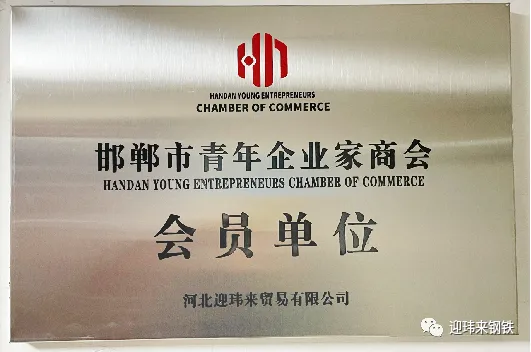 HANDAN YOUNG ENTREPRENEURS
CHAMBER OF COMMERCE
邯郸市青年企业家商会
HANDAN YOUNG ENTREPRENEURS CHAMBER OF COMMERCE
会员单位
河北迎玮来贸易有限公司
迎玮来钢铁